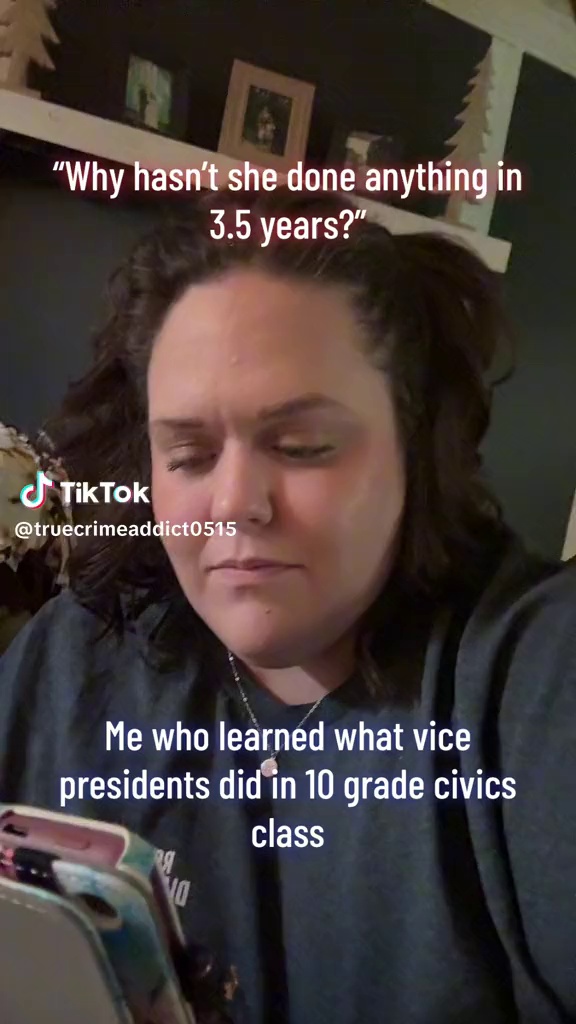 “Why hasn’t she done anything in
3.5 years?”
TikTok
@truecrimeaddict0515
Me who learned what vice
presidents did in 10 grade civics
class